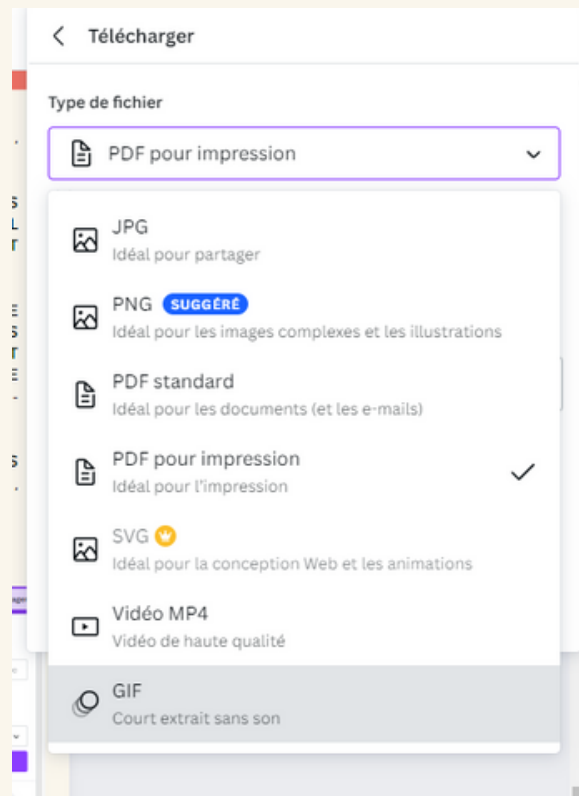 Télécharger
Type de fichier
PDF pour impression
JPG
Idéal pour partager
PNG SUGGÉRÉ
Idéal pour les images complexes et les illustrations
PDF standard
Idéal pour les documents (et les e-mails)
PDF pour impression
Idéal pour l'impression
SVG
Idéal pour la conception Web et les animations
Vidéo MP4
Vidéo de haute qualité
GIF
Court extrait sans son